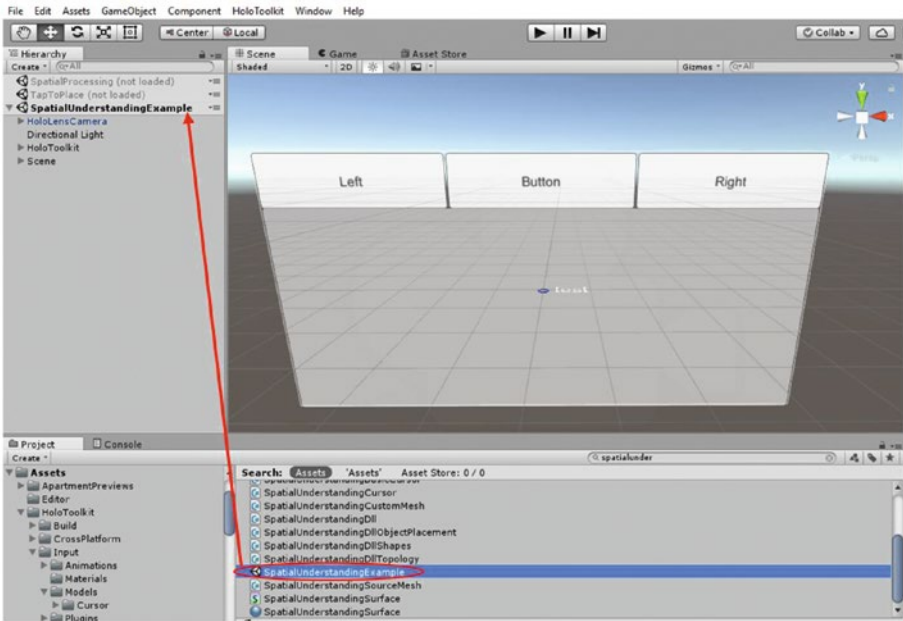 File Edit Assets GameObject Component HoloToolkit Window Help
Center Local Collab
Hierarchy
Create All
SpatialProcessing (not loaded)
TapToPlace (not loaded)
SpatialUnderstandingExample
HoloLensCamera
Directional Light
HoloToolkit
Scene
Scene Game Asset Store
Shaded 2D Gizmos All
y
x
Left Button Right
Project Console
Create spatialunder
Assets
ApartmentPreviews
Editor
HoloToolkit
Build
CrossPlatform
Input
Animations
Materials
Models
Cursor
Plugins
Search: Assets 'Assets' Asset Store: 0 / 0
SpatialUnderstandingBasicCursor
SpatialUnderstandingCursor
SpatialUnderstandingCustomMesh
SpatialUnderstandingDll
SpatialUnderstandingDllObjectPlacement
SpatialUnderstandingDllShapes
SpatialUnderstandingDllTopology
SpatialUnderstandingExample
SpatialUnderstandingSourceMesh
SpatialUnderstandingSurface
SpatialUnderstandingSurface